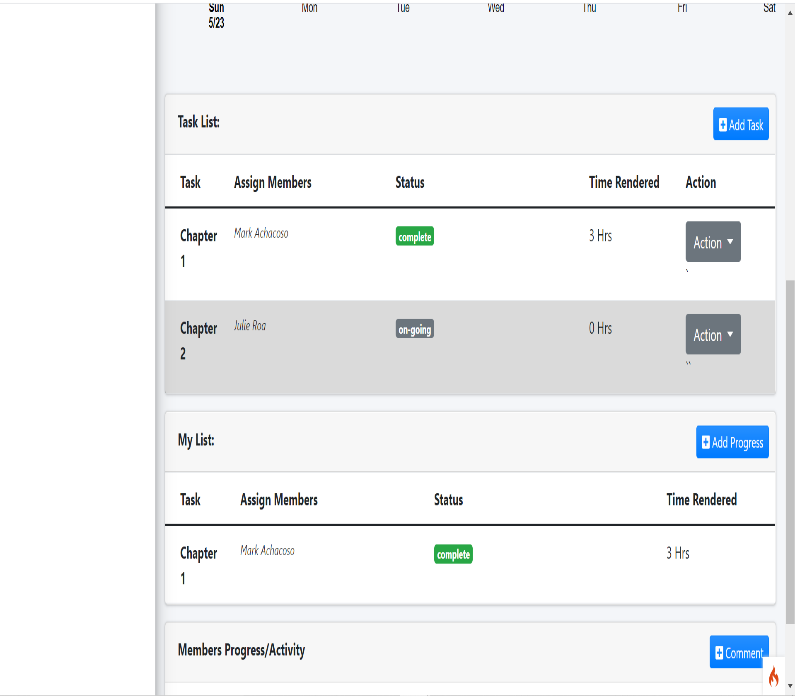 Sun Mon Tue Wed Thu Fri Sat
5/23
Task List: Add Task
Task Assign Members Status Time Rendered Action
Chapter Mark Achacoso complete 3 Hrs Action
1 `
Chapter Julie Roa on-going 0 Hrs Action
2 ``
My List: Add Progress
Task Assign Members Status Time Rendered
Chapter Mark Achacoso complete 3 Hrs
1
Members Progress/Activity Comment